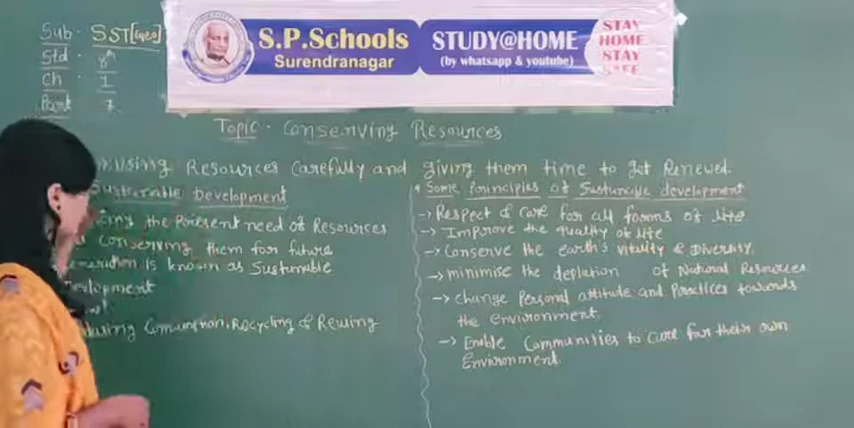 Sub · SST[Geo]
Std · 8th
Ch · 1
Part 7
S.P.Schools
Surendranagar
STUDY@HOME
(by whatsapp & youtube)
STAY
HOME
STAY
SAFE
Topic · Conserving Resources
Using Resources Carefully and giving them time to get Renewed.
Sustainable Development
the Present need of Resources
conserving them for future
is known as Sustainable
Consumtion, Recycling & Reusing
Some Principles of Sustainable development
→ Respect & care for all forms of life
→ Improve the quality of life
→ Conserve the earth's vitality & Diversity.
→ minimise the depletion of Natural Resources
→ change Personal attitude and Practices towards
the environment.
→ Enable Communities to care for their own
Environment.